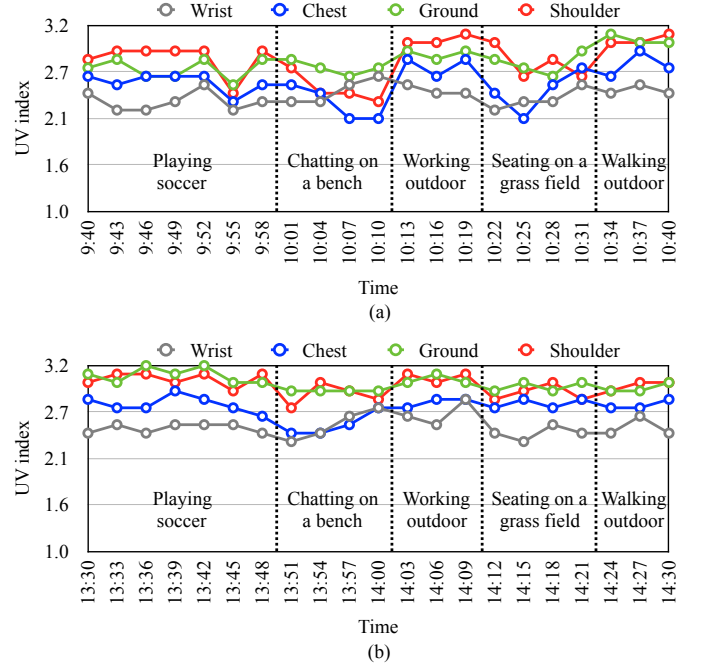 Wrist Chest Ground Shoulder
3.2
2.7
2.1
1.6
1.0
UV index
Playing
soccer
Chatting on
a bench
Working
outdoor
Seating on a
grass field
Walking
outdoor
9:40 9:43 9:46 9:49 9:52 9:55 9:58 10:01 10:04 10:07 10:10 10:13 10:16 10:19 10:22 10:25 10:28 10:31 10:34 10:37 10:40
Time
(a)
Wrist Chest Ground Shoulder
3.2
2.7
2.1
1.6
1.0
UV index
Playing
soccer
Chatting on
a bench
Working
outdoor
Seating on a
grass field
Walking
outdoor
13:30 13:33 13:36 13:39 13:42 13:45 13:48 13:51 13:54 13:57 14:00 14:03 14:06 14:09 14:12 14:15 14:18 14:21 14:24 14:27 14:30
Time
(b)